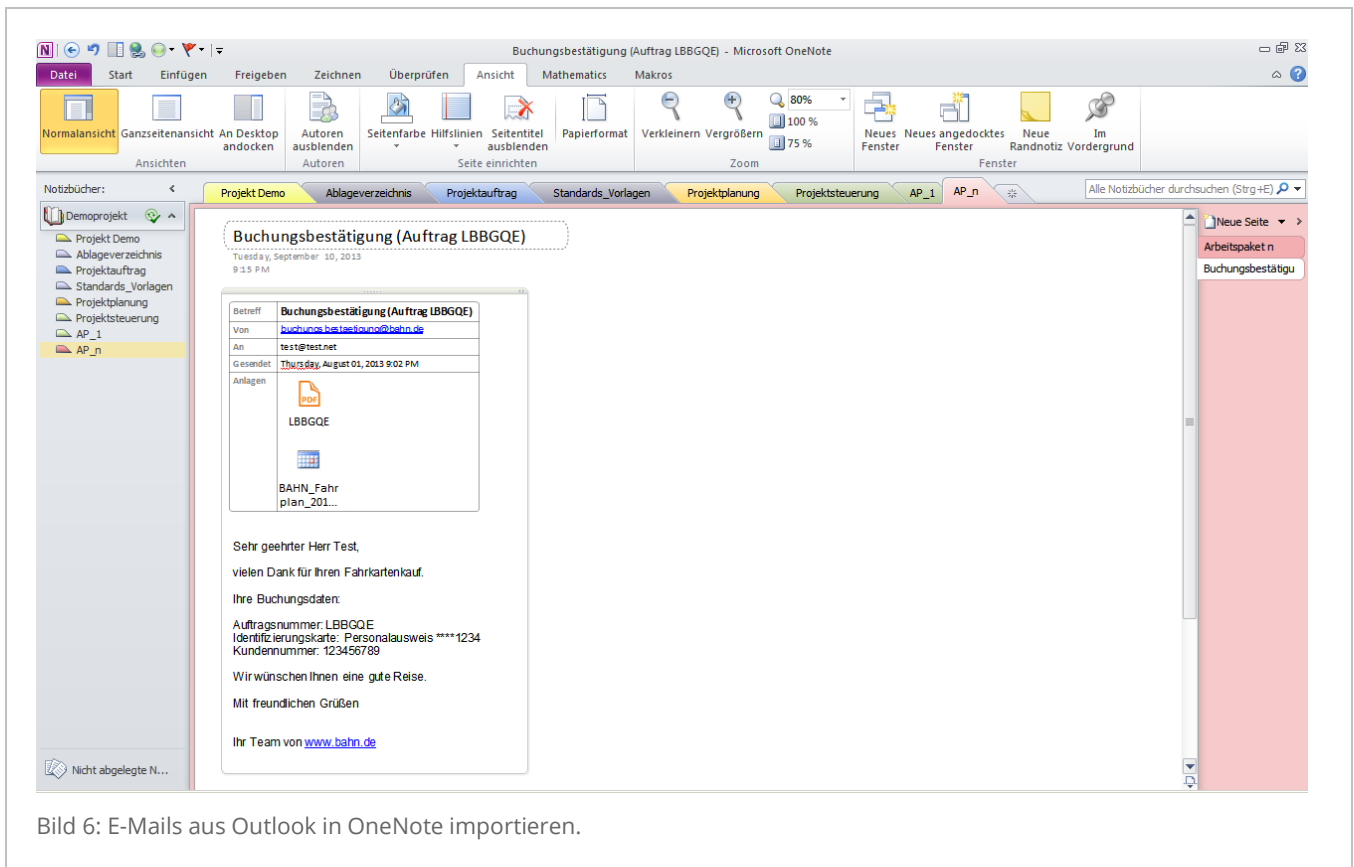 Buchungsbestätigung (Auftrag LBBGQE) - Microsoft OneNote
Datei Start Einfügen Freigeben Zeichnen Überprüfen Ansicht Mathematics Makros
Normalansicht Ganzseitenansicht An Desktop andocken
Ansichten
Autoren ausblenden
Autoren
Seitenfarbe Hilfslinien Seitentitel ausblenden Papierformat
Seite einrichten
Verkleinern Vergrößern 80%
100 %
75 %
Zoom
Neues Fenster Neues angedocktes Fenster Neue Randnotiz Im Vordergrund
Fenster
Notizbücher:
Projekt Demo Ablageverzeichnis Projektauftrag Standards_Vorlagen Projektplanung Projektsteuerung AP_1 AP_n
Alle Notizbücher durchsuchen (Strg+E)
Demoprojekt
Projekt Demo
Ablageverzeichnis
Projektauftrag
Standards_Vorlagen
Projektplanung
Projektsteuerung
AP_1
AP_n
Nicht abgelegte N...
Buchungsbestätigung (Auftrag LBBGQE)
Tuesday, September 10, 2013
9:15 PM
Betreff Buchungsbestätigung (Auftrag LBBGQE)
Von buchungsbestaetigung@bahn.de
An test@test.net
Gesendet Thursday, August 01, 2013 9:02 PM
Anlagen
PDF
LBBGQE
BAHN_Fahr
plan_201...
Sehr geehrter Herr Test,
vielen Dank für Ihren Fahrkartenkauf.
Ihre Buchungsdaten:
Auftragsnummer: LBBGQE
Identifizierungskarte: Personalausweis ****1234
Kundennummer: 123456789
Wir wünschen Ihnen eine gute Reise.
Mit freundlichen Grüßen
Ihr Team von www.bahn.de
Neue Seite
Arbeitspaket n
Buchungsbestätigu
Bild 6: E-Mails aus Outlook in OneNote importieren.